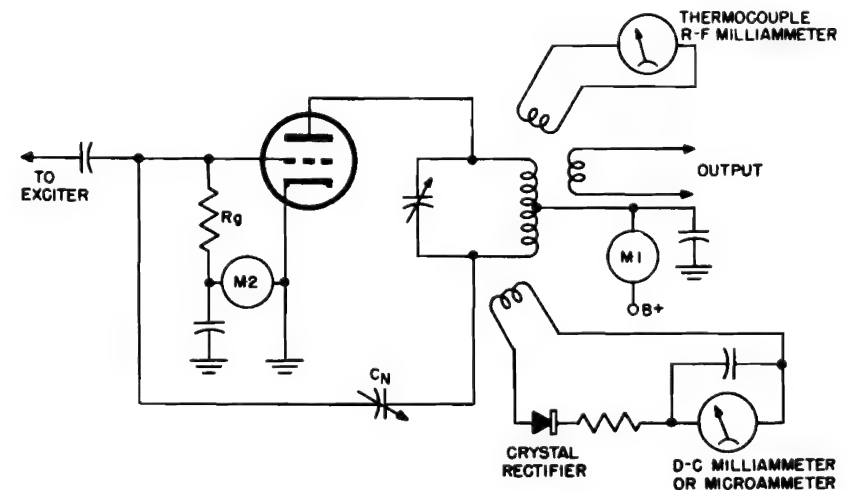 THERMOCOUPLE
R-F MILLIAMMETER
TO
EXCITER
Rg
M2
OUTPUT
M1
B+
CN
CRYSTAL
RECTIFIER
D-C MILLIAMMETER
OR MICROAMMETER